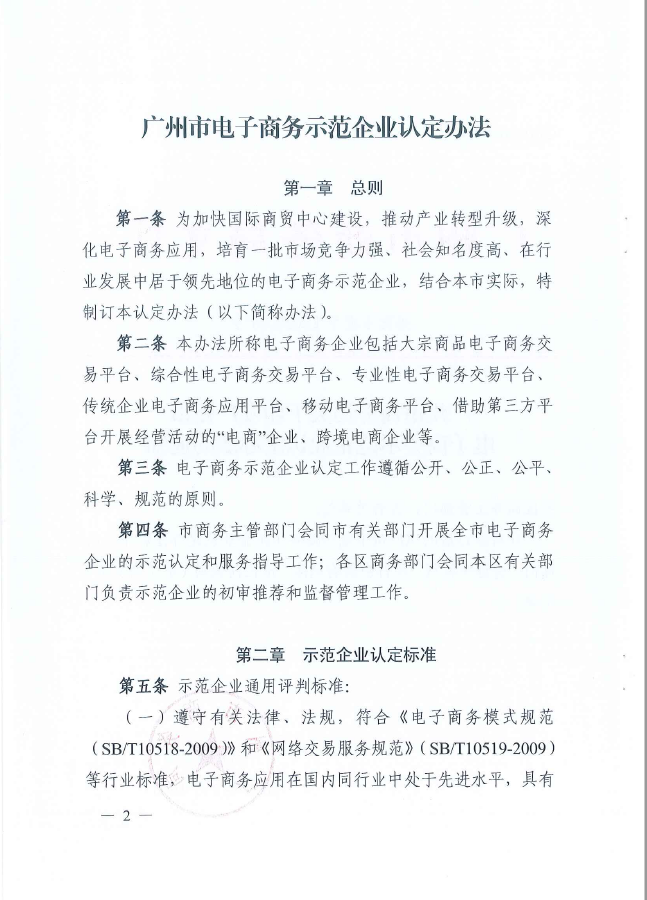 广州市电子商务示范企业认定办法
第一章　总则
第一条 为加快国际商贸中心建设，推动产业转型升级，深
化电子商务应用，培育一批市场竞争力强、社会知名度高、在行
业发展中居于领先地位的电子商务示范企业，结合本市实际，特
制订本认定办法（以下简称办法）。
第二条 本办法所称电子商务企业包括大宗商品电子商务交
易平台、综合性电子商务交易平台、专业性电子商务交易平台、
传统企业电子商务应用平台、移动电子商务平台、借助第三方平
台开展经营活动的“电商”企业、跨境电商企业等。
第三条 电子商务示范企业认定工作遵循公开、公正、公平、
科学、规范的原则。
第四条 市商务主管部门会同市有关部门开展全市电子商务
企业的示范认定和服务指导工作；各区商务部门会同本区有关部
门负责示范企业的初审推荐和监督管理工作。
第二章　示范企业认定标准
第五条 示范企业通用评判标准：
（一）遵守有关法律、法规，符合《电子商务模式规范
（SB/T10518-2009）》和《网络交易服务规范》（SB/T10519-2009）
等行业标准，电子商务应用在国内同行业中处于先进水平，具有
— 2 —